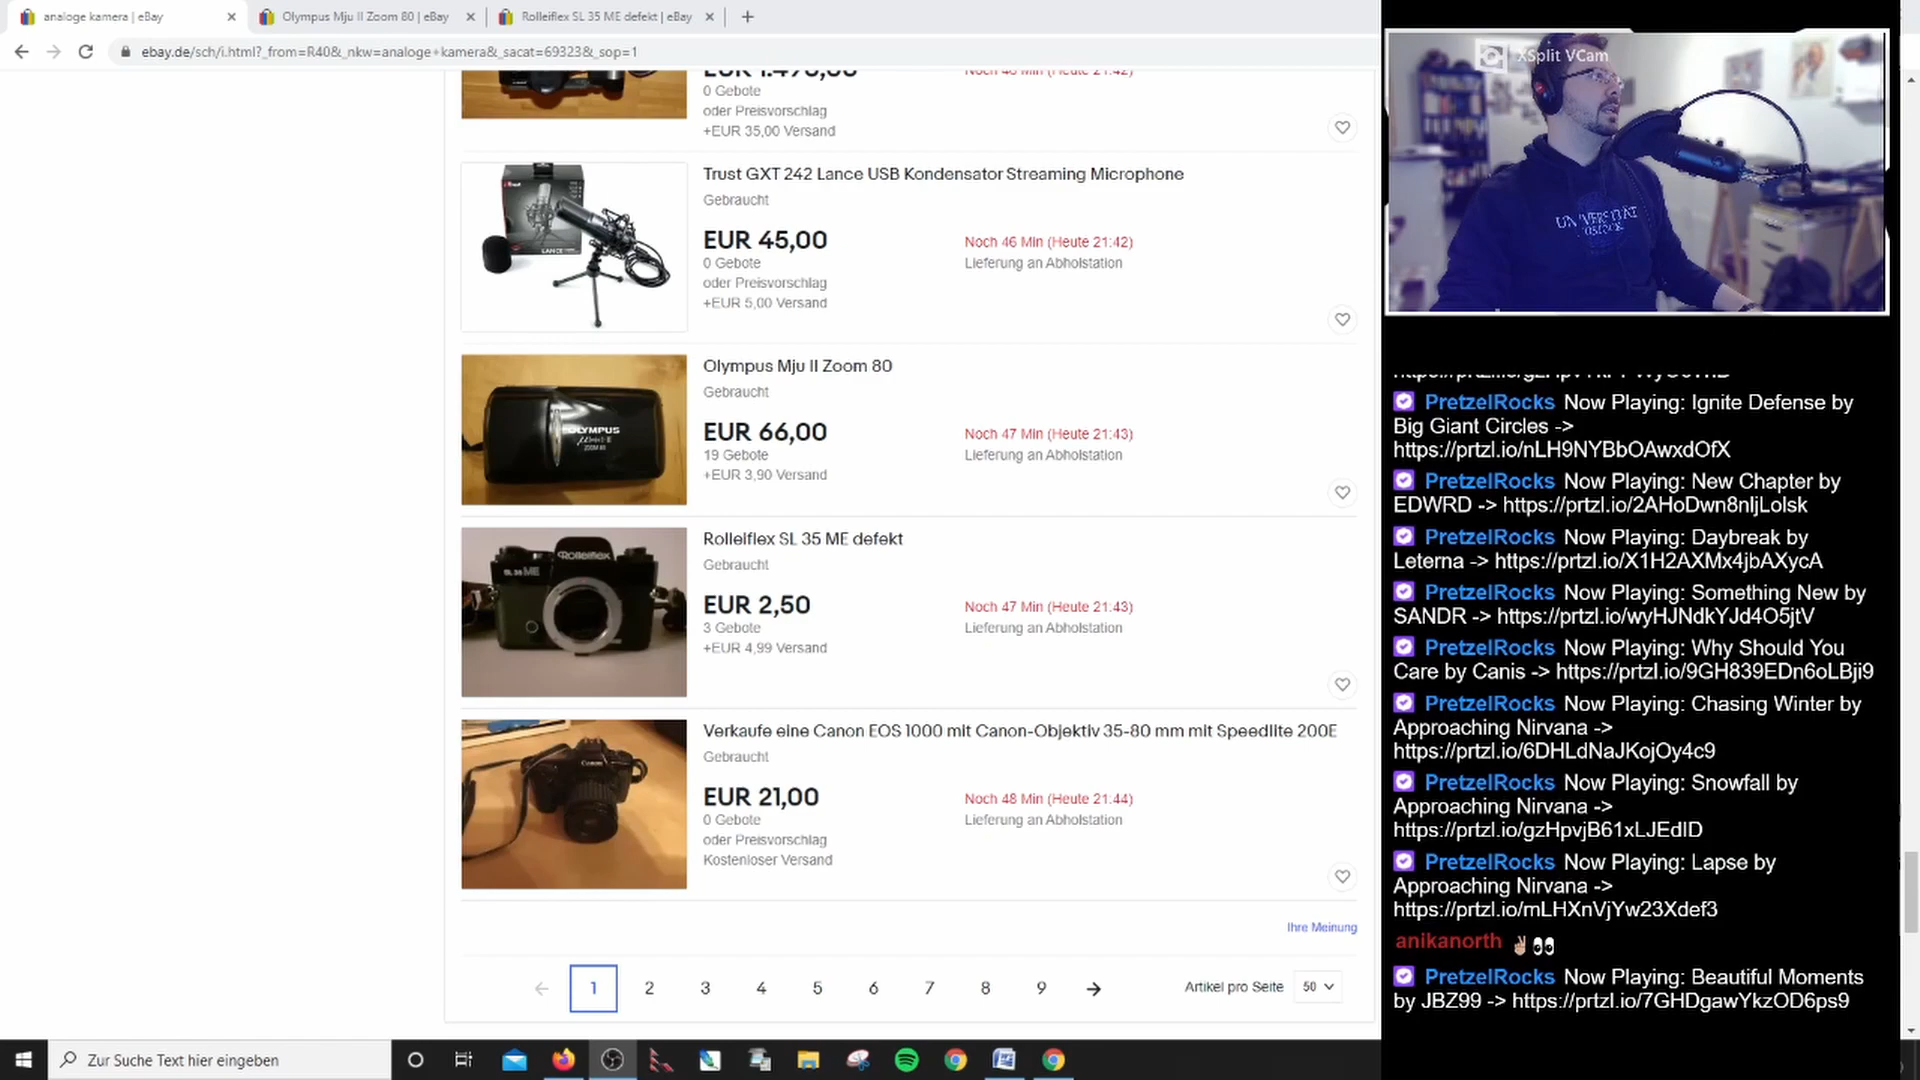 analoge kamera | eBay
Olympus Mju II Zoom 80 | eBay
Rolleiflex SL 35 ME defekt | eBay
ebay.de/sch/i.html?_from=R40&_nkw=analoge+kamera&_sacat=69323&_sop=1
0 Gebote
oder Preisvorschlag
+EUR 35,00 Versand
Trust GXT 242 Lance USB Kondensator Streaming Microphone
Gebraucht
EUR 45,00
Noch 46 Min (Heute 21:42)
0 Gebote
Lieferung an Abholstation
oder Preisvorschlag
+EUR 5,00 Versand
Olympus Mju II Zoom 80
Gebraucht
EUR 66,00
Noch 47 Min (Heute 21:43)
19 Gebote
Lieferung an Abholstation
+EUR 3,90 Versand
OLYMPUS
Rolleiflex SL 35 ME defekt
Gebraucht
EUR 2,50
Noch 47 Min (Heute 21:43)
3 Gebote
Lieferung an Abholstation
+EUR 4,99 Versand
Rolleiflex
SL 35 ME
Verkaufe eine Canon EOS 1000 mit Canon-Objektiv 35-80 mm mit Speedlite 200E
Gebraucht
EUR 21,00
Noch 48 Min (Heute 21:44)
0 Gebote
Lieferung an Abholstation
oder Preisvorschlag
Kostenloser Versand
Canon
Ihre Meinung
1 2 3 4 5 6 7 8 9
Artikel pro Seite 50
Zur Suche Text hier eingeben
XSplit VCam
UNIVERSITÄT
PretzelRocks Now Playing: Ignite Defense by
Big Giant Circles ->
https://prtzl.io/nLH9NYBbOAwxdOfX
PretzelRocks Now Playing: New Chapter by
EDWRD -> https://prtzl.io/2AHoDwn8nljLolsk
PretzelRocks Now Playing: Daybreak by
Leterna -> https://prtzl.io/X1H2AXMx4jbAXycA
PretzelRocks Now Playing: Something New by
SANDR -> https://prtzl.io/wyHJNdkYJd4O5jtV
PretzelRocks Now Playing: Why Should You
Care by Canis -> https://prtzl.io/9GH839EDn6oLBji9
PretzelRocks Now Playing: Chasing Winter by
Approaching Nirvana ->
https://prtzl.io/6DHLdNaJKojOy4c9
PretzelRocks Now Playing: Snowfall by
Approaching Nirvana ->
https://prtzl.io/gzHpvjB61xLJEdID
PretzelRocks Now Playing: Lapse by
Approaching Nirvana ->
https://prtzl.io/mLHXnVjYw23Xdef3
anikanorth ✌🏼👀
PretzelRocks Now Playing: Beautiful Moments
by JBZ99 -> https://prtzl.io/7GHDgawYkzOD6ps9